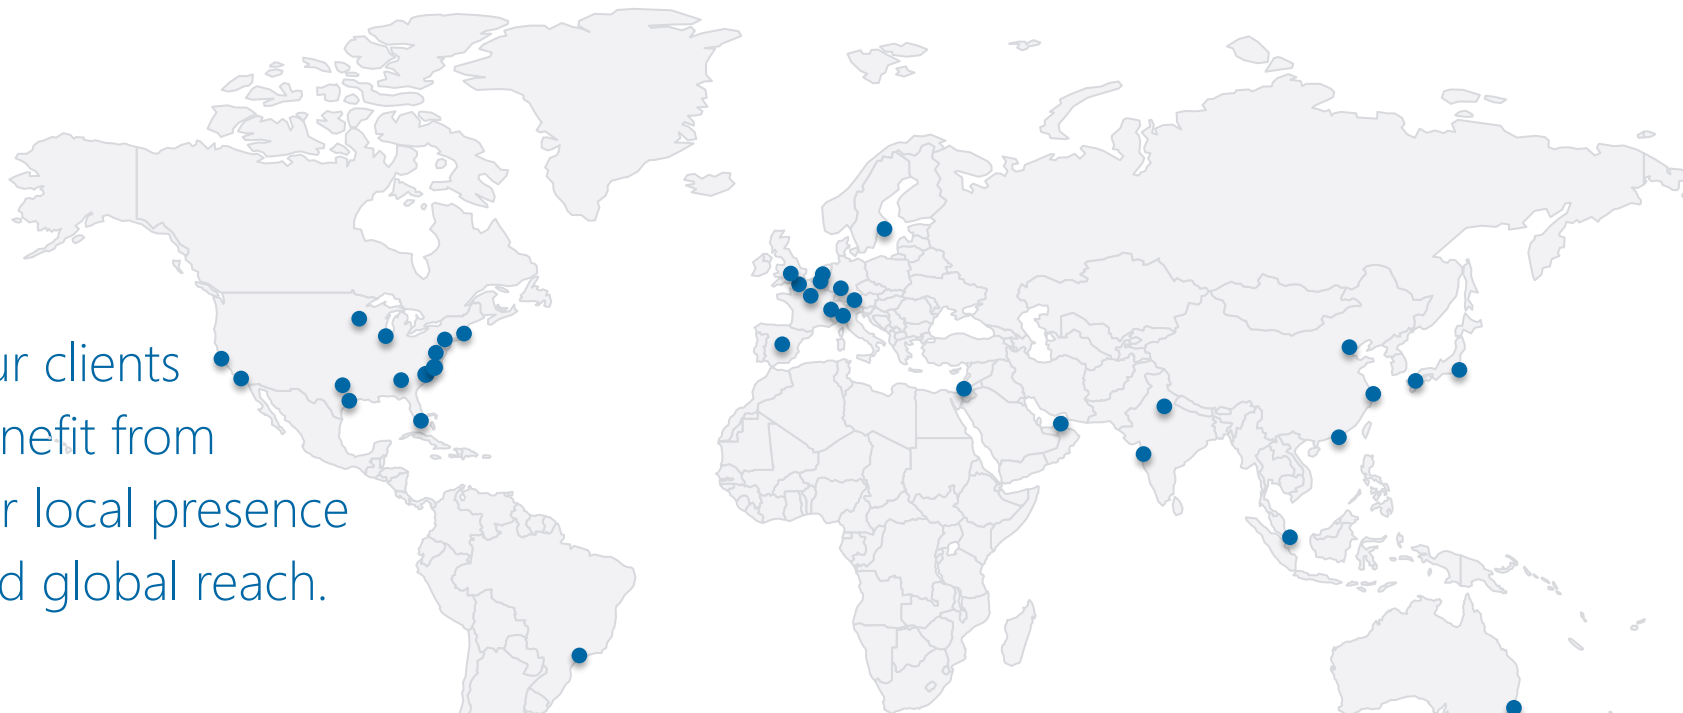 ur clients
nefit from
r local presence
d global reach.